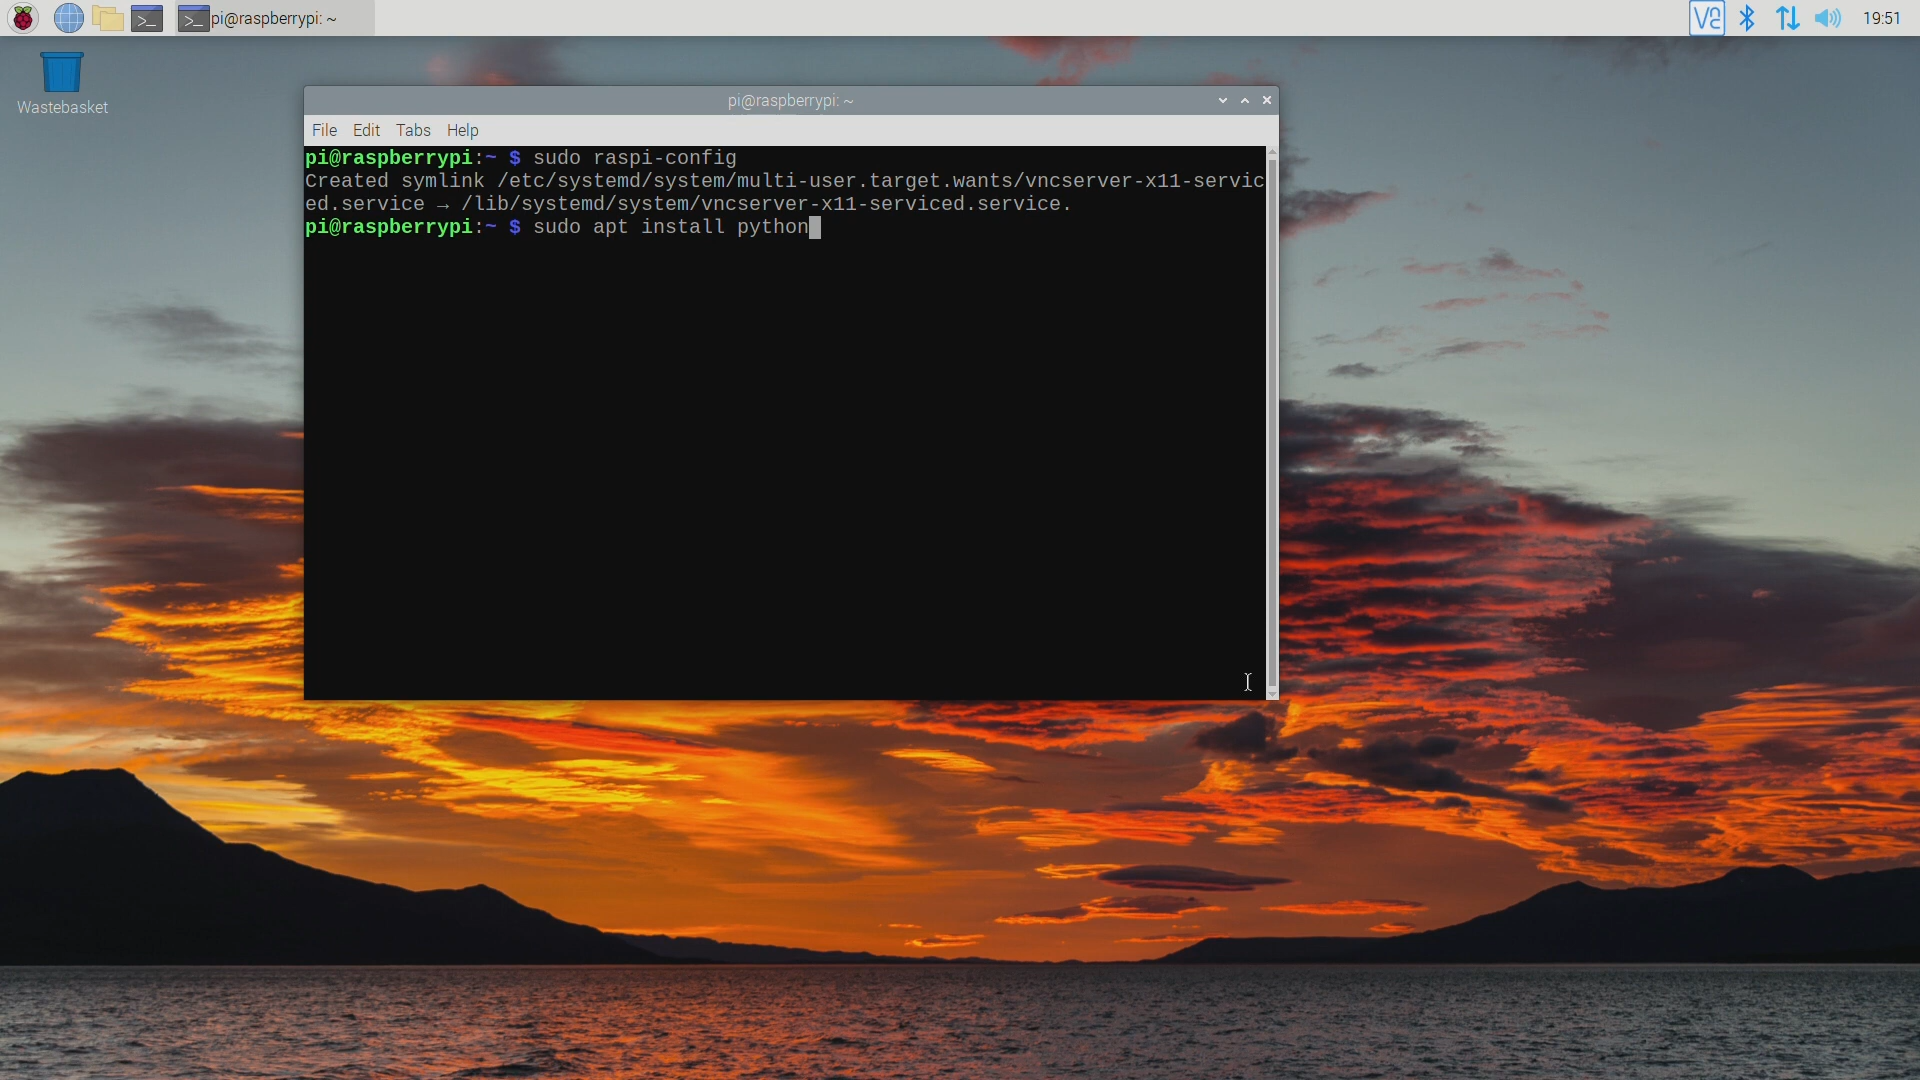 pi@raspberrypi: ~
19:51
Wastebasket
pi@raspberrypi: ~
File Edit Tabs Help
pi@raspberrypi:~ $ sudo raspi-config
Created symlink /etc/systemd/system/multi-user.target.wants/vncserver-x11-servic
ed.service → /lib/systemd/system/vncserver-x11-serviced.service.
pi@raspberrypi:~ $ sudo apt install python